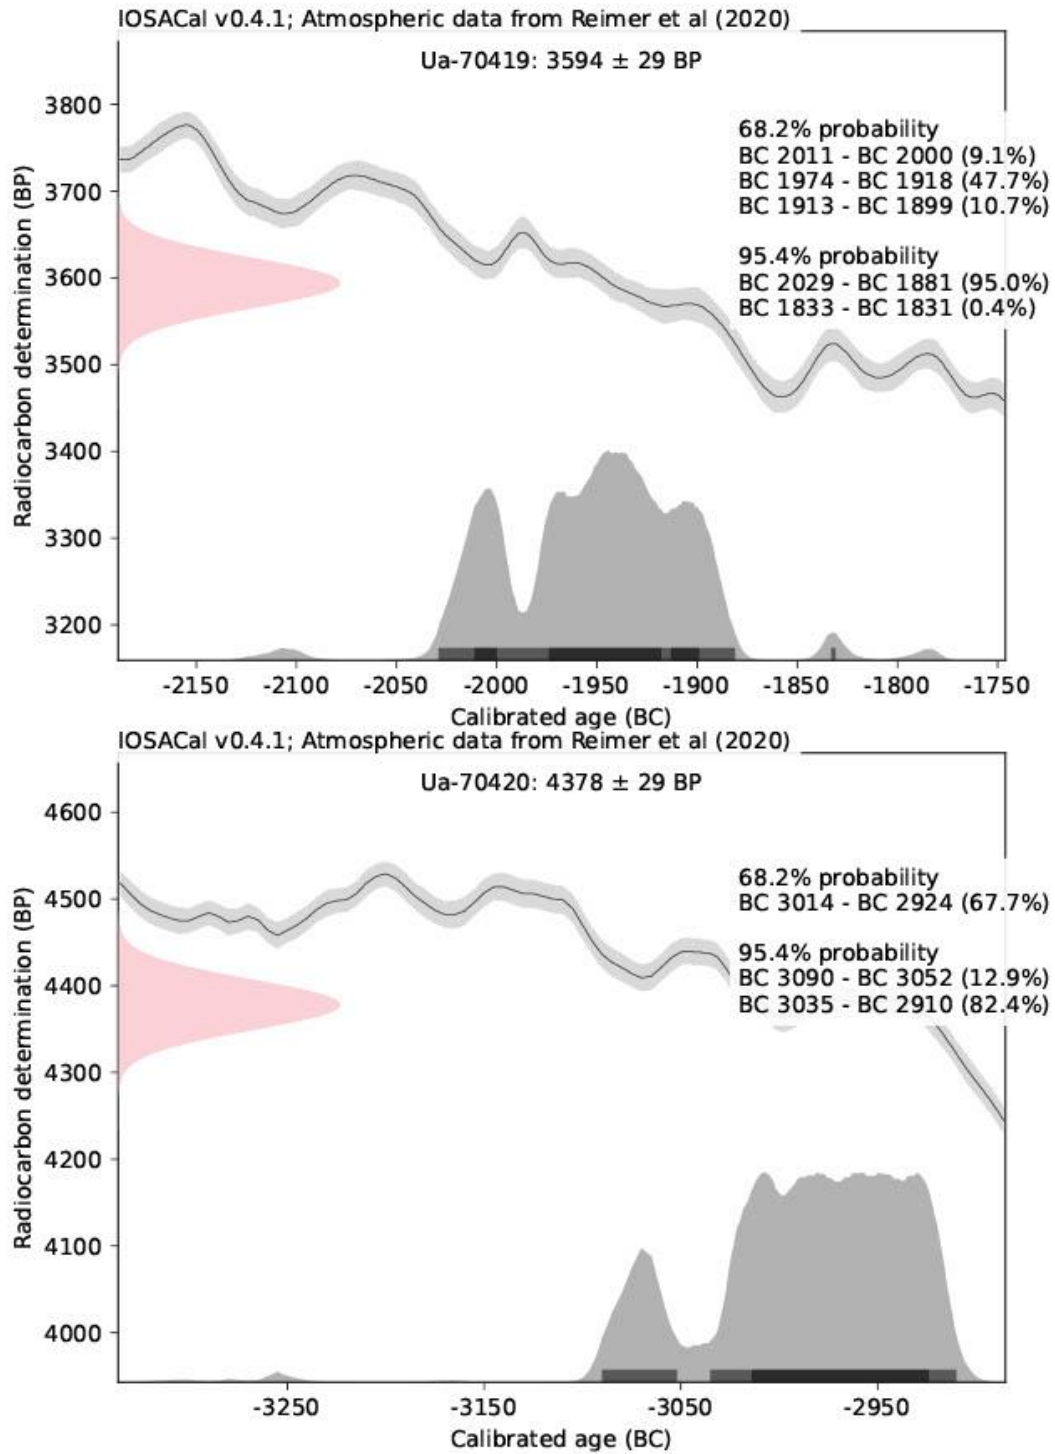 IOSACal v0.4.1; Atmospheric data from Reimer et al (2020)
Ua-70419: 3594 ± 29 BP
68.2% probability
BC 2011 - BC 2000 (9.1%)
BC 1974 - BC 1918 (47.7%)
BC 1913 - BC 1899 (10.7%)
95.4% probability
BC 2029 - BC 1881 (95.0%)
BC 1833 - BC 1831 (0.4%)
Radiocarbon determination (BP)
3800
3700
3600
3500
3400
3300
3200
-2150 -2100 -2050 -2000 -1950 -1900 -1850 -1800 -1750
Calibrated age (BC)
IOSACal v0.4.1; Atmospheric data from Reimer et al (2020)
Ua-70420: 4378 ± 29 BP
68.2% probability
BC 3014 - BC 2924 (67.7%)
95.4% probability
BC 3090 - BC 3052 (12.9%)
BC 3035 - BC 2910 (82.4%)
Radiocarbon determination (BP)
4600
4500
4400
4300
4200
4100
4000
-3250 -3150 -3050 -2950
Calibrated age (BC)